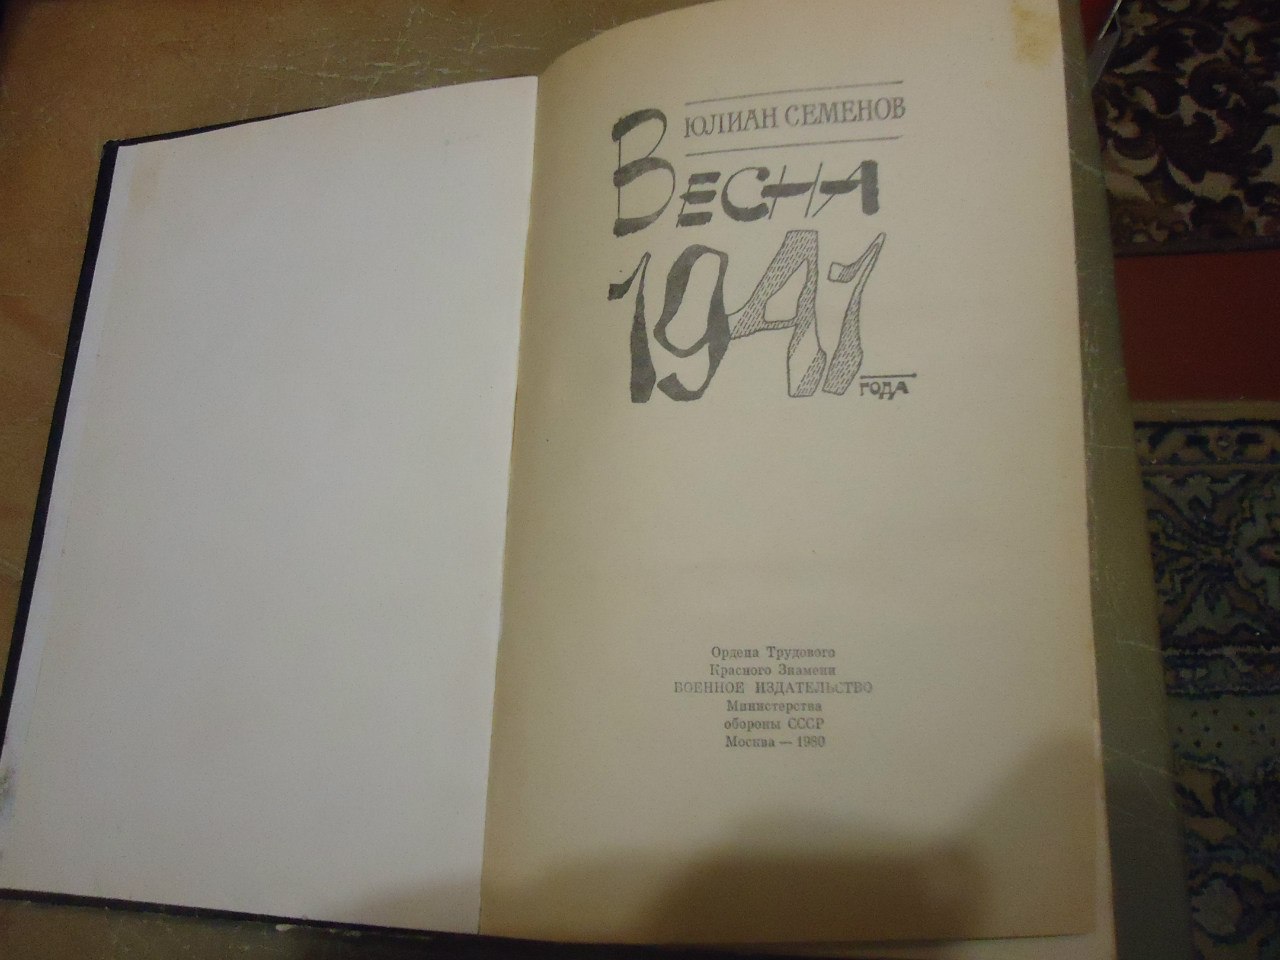 ЮЛИАН СЕМЕНОВ
ВЕСНА
1941
ГОДА
Ордена Трудового
Красного Знамени
ВОЕННОЕ ИЗДАТЕЛЬСТВО
Министерства
обороны СССР
Москва — 1980